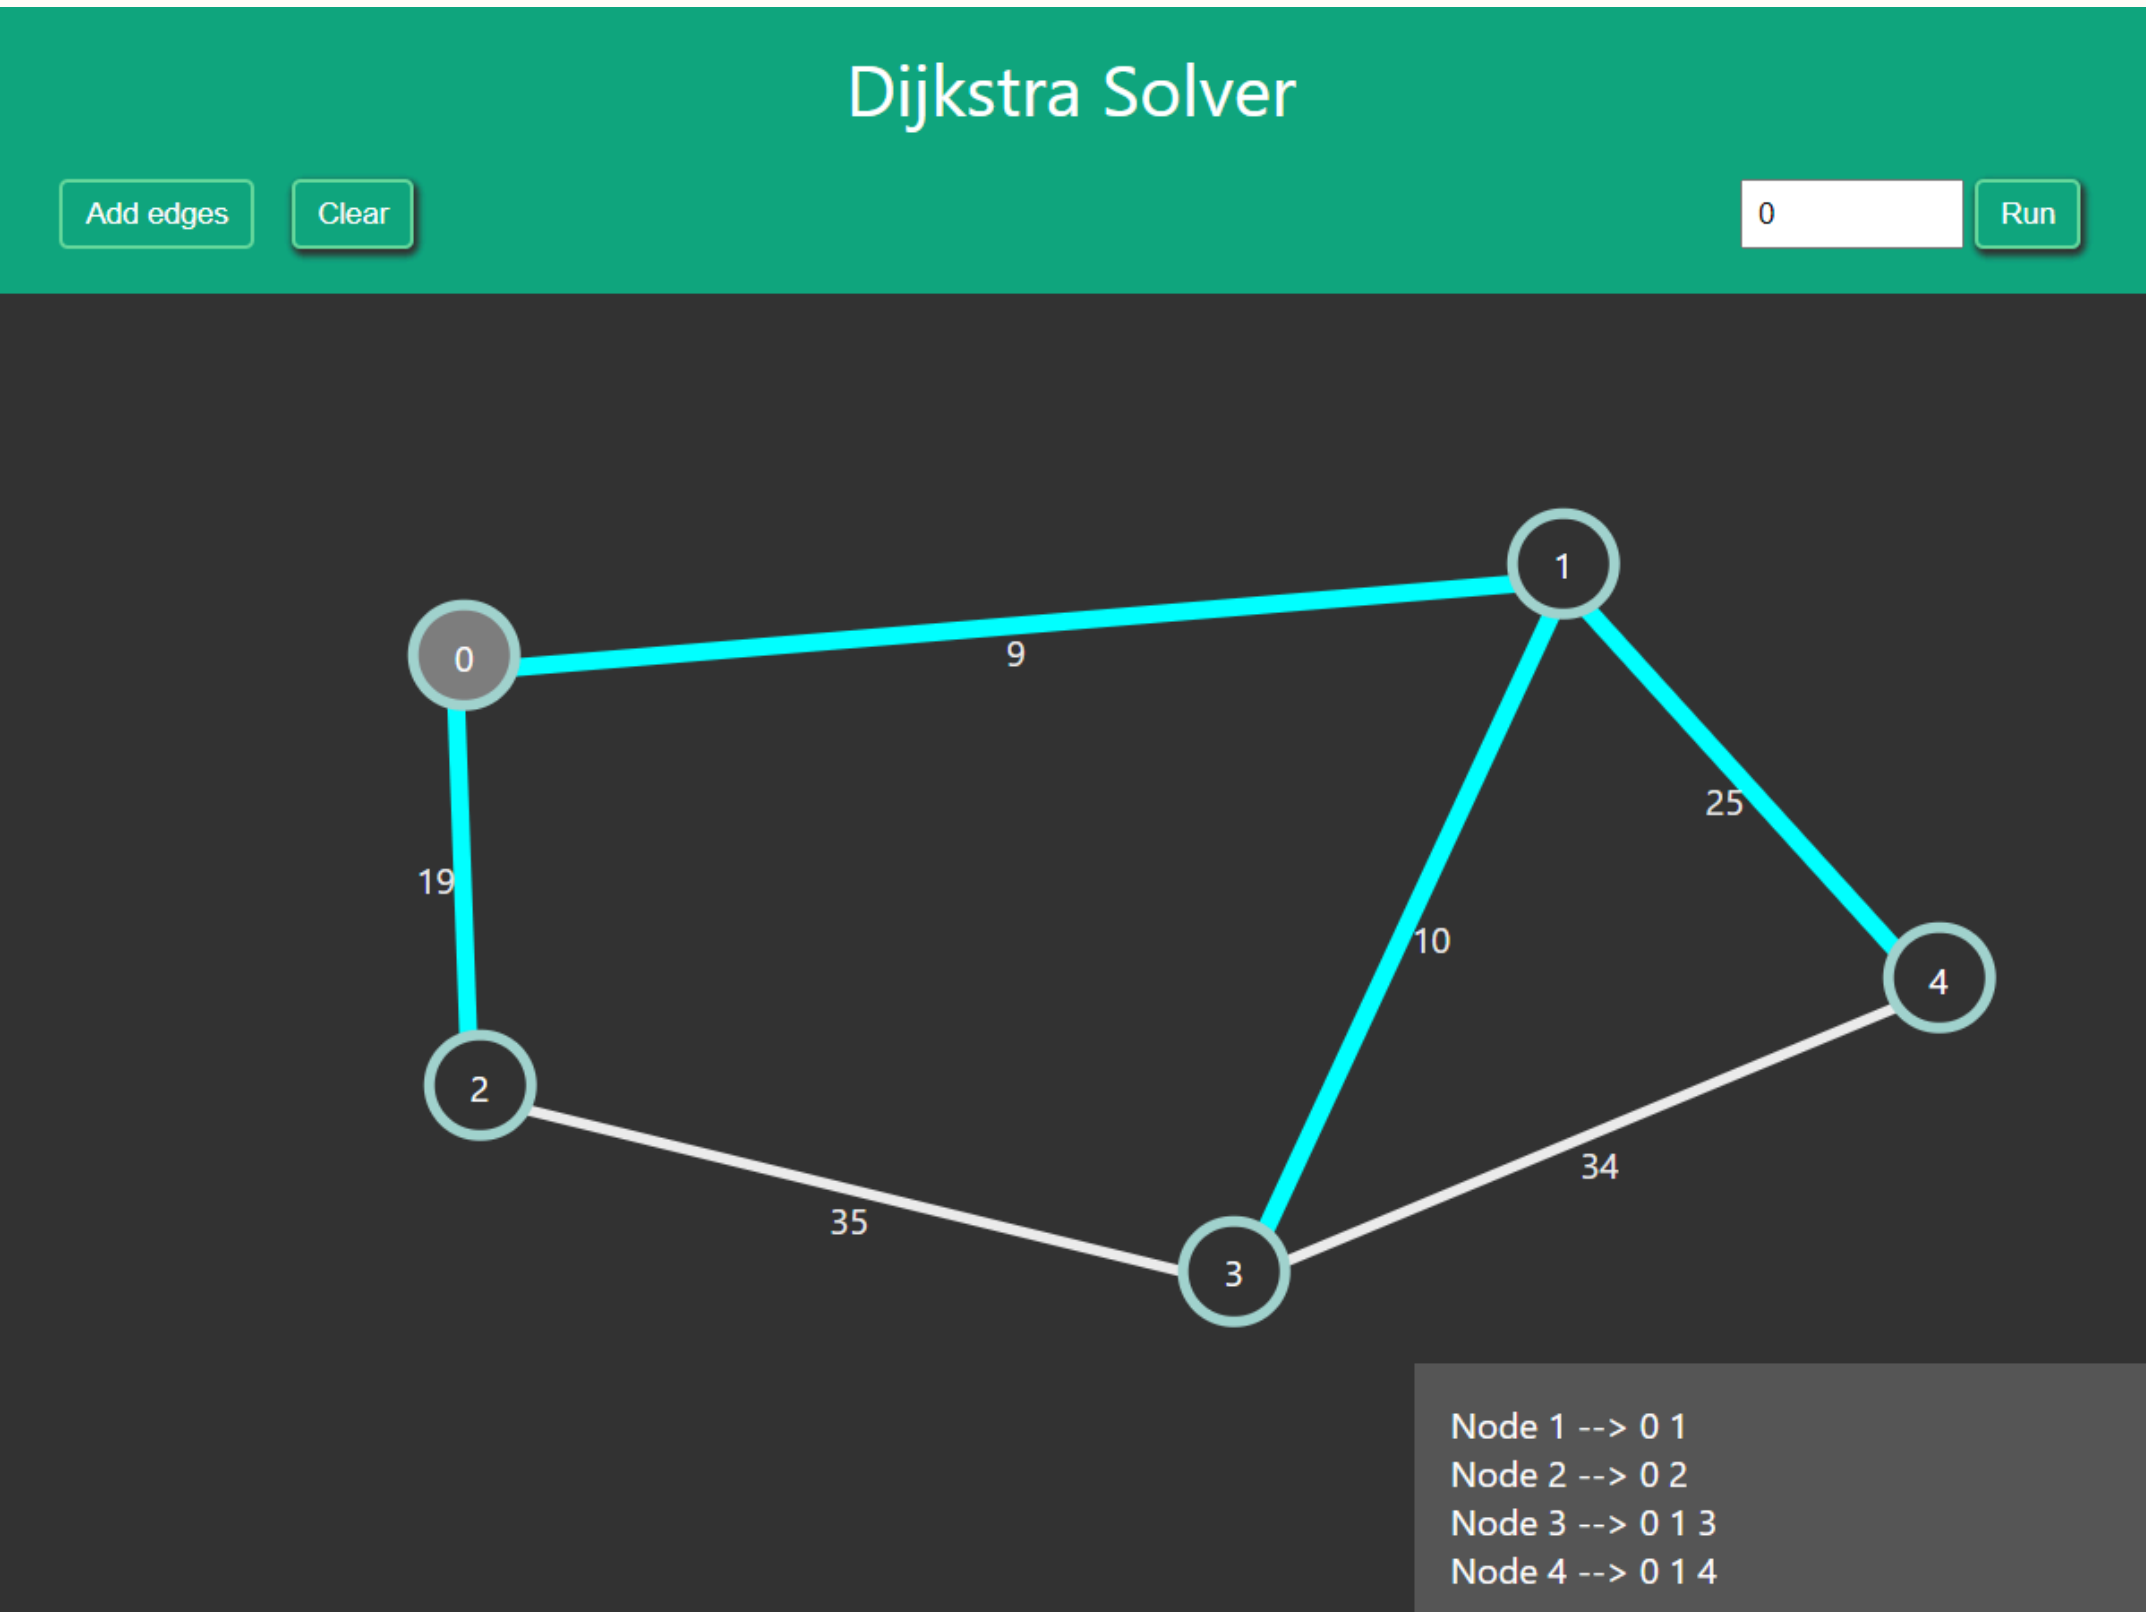 Dijkstra Solver
Add edges
Clear
0
Run
1
0
9
25
19
10
4
2
34
35
3
Node 1 --> 0 1
Node 2 --> 0 2
Node 3 --> 0 1 3
Node 4 --> 0 1 4